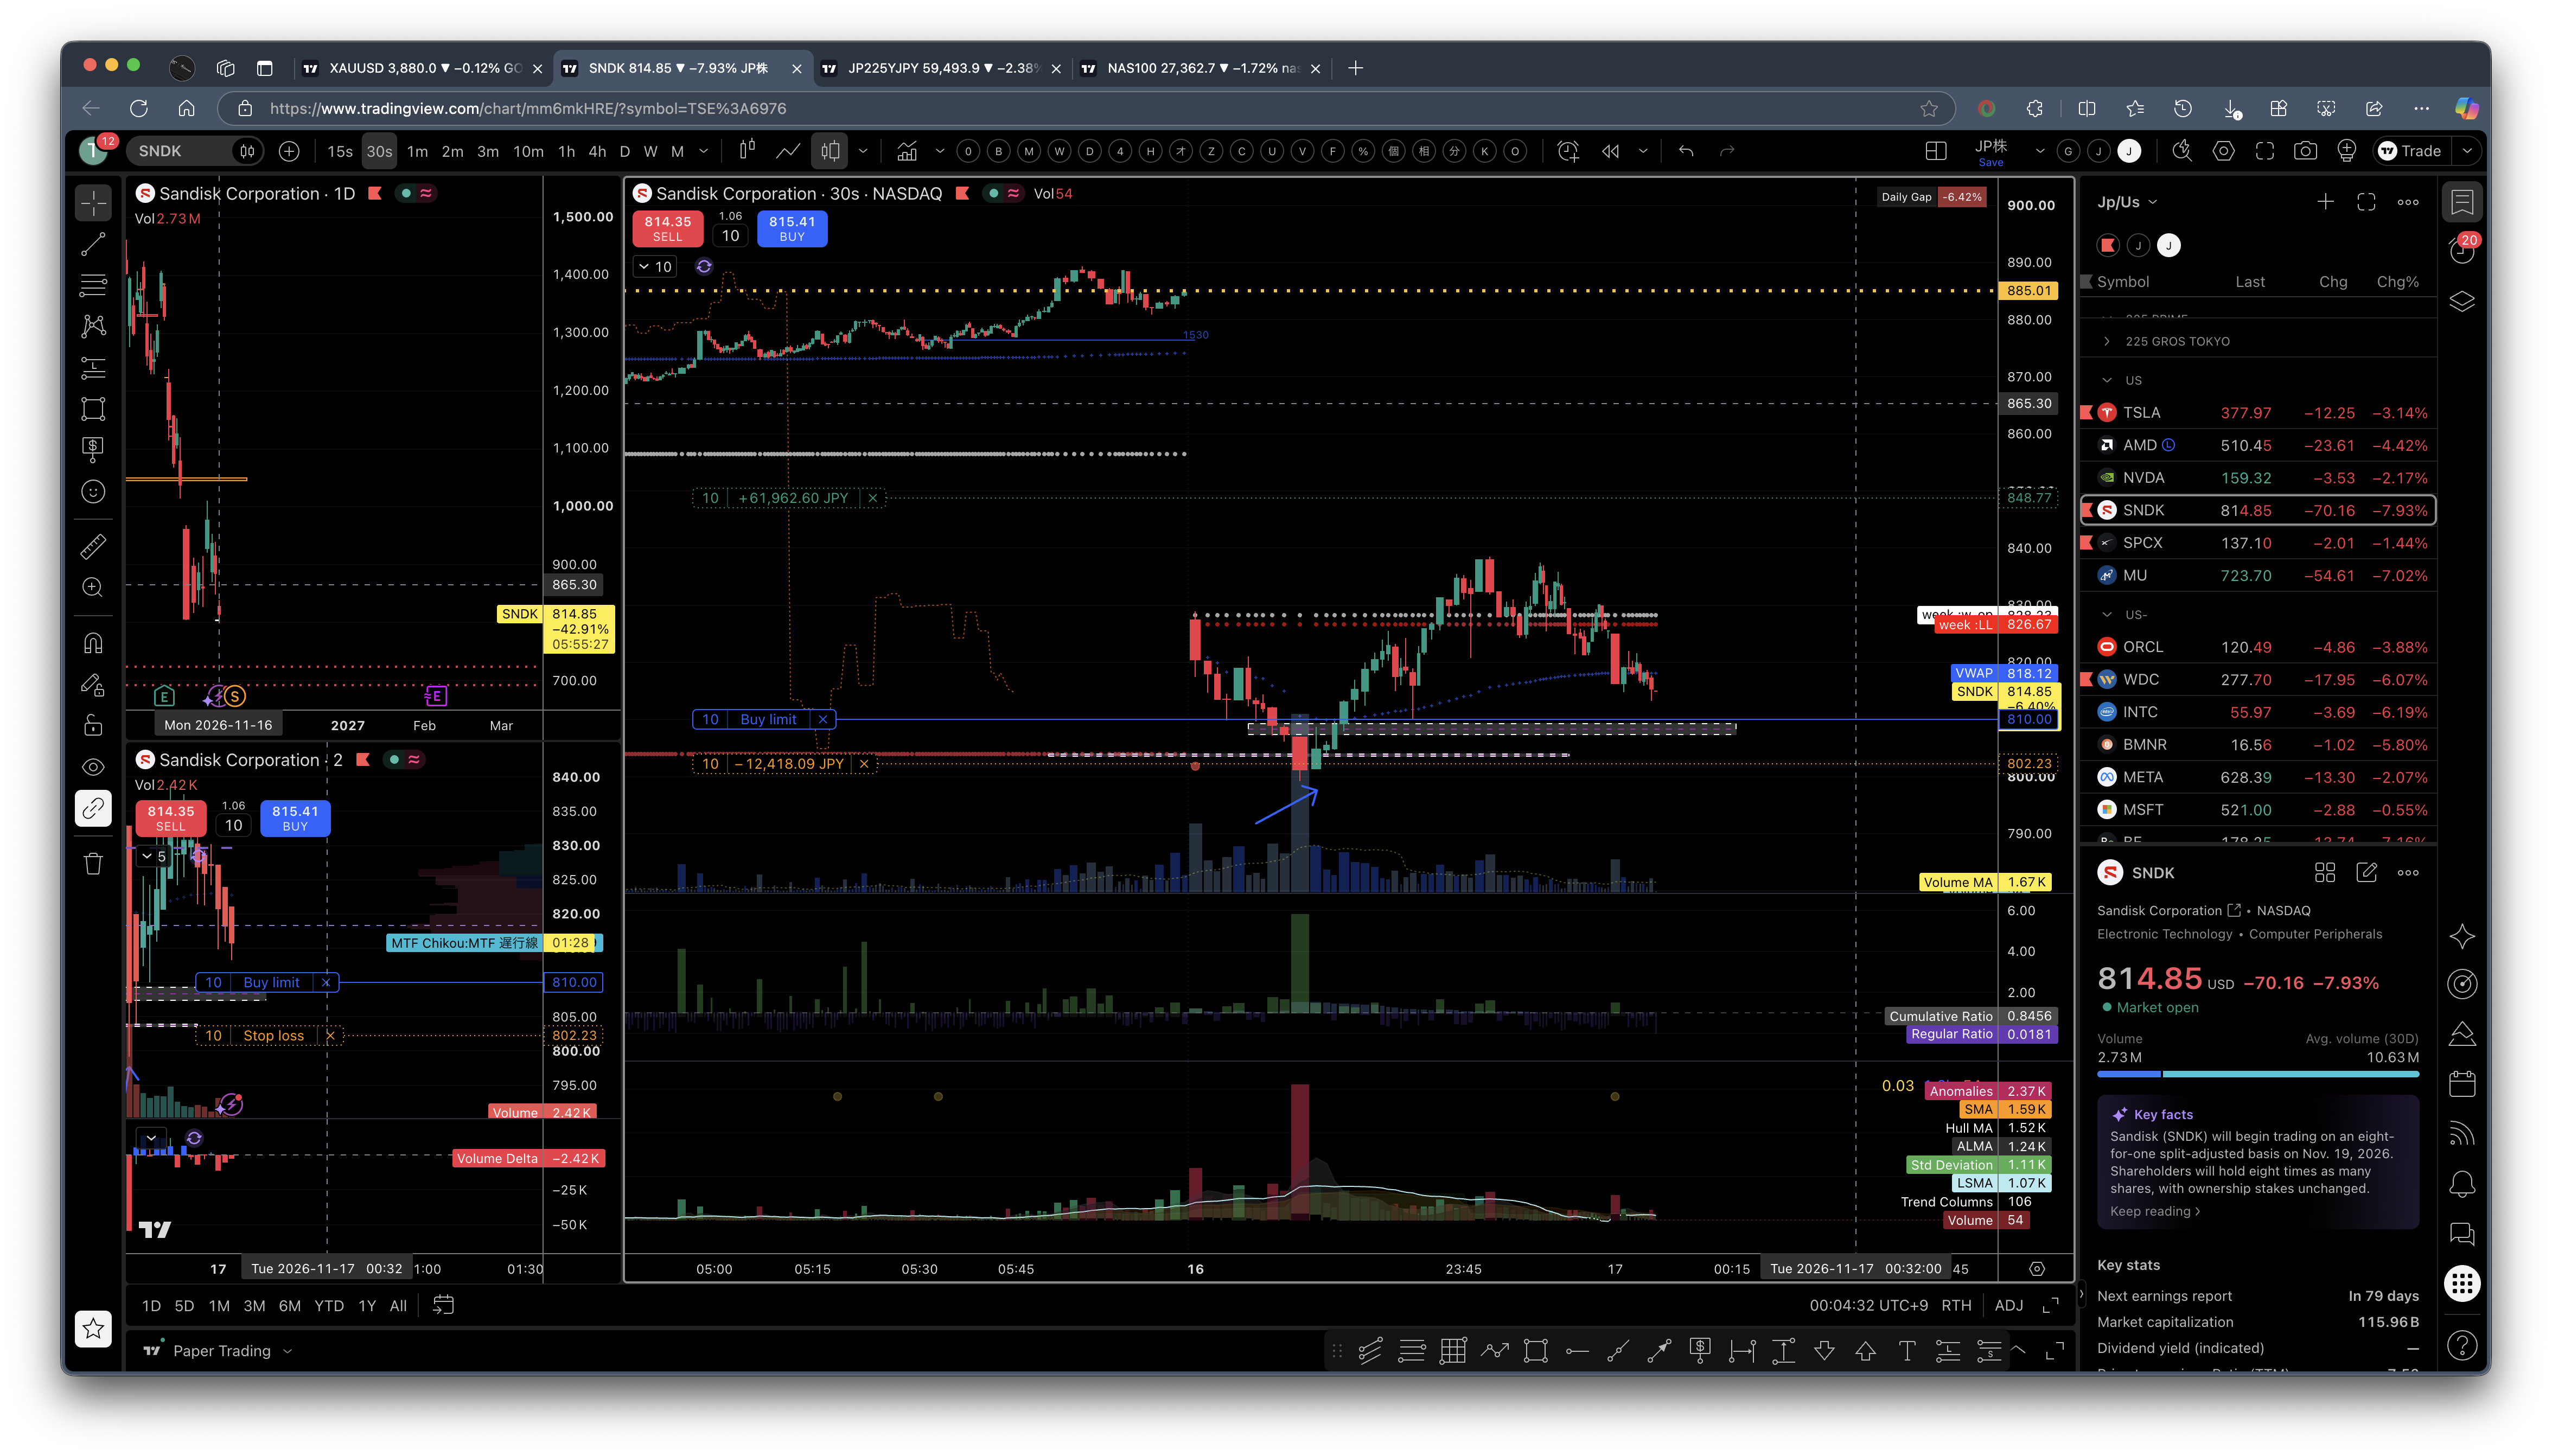 XAUUSD 3,880.0 ▼ −0.12% GO
SNDK 814.85 ▼ −7.93% JP株
JP225YJPY 59,493.9 ▼ −2.38%
NAS100 27,362.7 ▼ −1.72% na
https://www.tradingview.com/chart/mm6mkHRE/?symbol=TSE%3A6976
T 12
SNDK
15s 30s 1m 2m 3m 10m 1h 4h D W M
0 B M W D 4 H オ Z C U V F % 個 相 分 K O
JP株
Save
G J J
Trade
Sandisk Corporation · 1D
Vol 2.73 M
1,500.00
1,400.00
1,300.00
1,200.00
1,100.00
1,000.00
900.00
865.30
SNDK 814.85
−42.91%
05:55:27
700.00
E S E
Mon 2026-11-16 2027 Feb Mar
Sandisk Corporation · 2
Vol 2.42 K
814.35 SELL
1.06
10
815.41 BUY
5
840.00
835.00
830.00
825.00
820.00
MTF Chikou:MTF 遅行線 01:28
10 Buy limit 810.00
805.00
10 Stop loss 802.23
800.00
795.00
Volume 2.42 K
Volume Delta −2.42 K
−25 K
−50 K
17 Tue 2026-11-17 00:32 1:00 01:30
Sandisk Corporation · 30s · NASDAQ Vol 54
814.35 SELL
1.06
10
815.41 BUY
10
Daily Gap -6.42%
900.00
890.00
885.01
880.00
1530
870.00
865.30
860.00
10 +61,962.60 JPY 848.77
840.00
week :LL 826.67
VWAP 818.12
SNDK 814.85
−6.40%
10 Buy limit 810.00
10 −12,418.09 JPY 802.23
800.00
790.00
Volume MA 1.67 K
6.00
4.00
2.00
Cumulative Ratio 0.8456
Regular Ratio 0.0181
0.03
Anomalies 2.37 K
SMA 1.59 K
Hull MA 1.52 K
ALMA 1.24 K
Std Deviation 1.11 K
LSMA 1.07 K
Trend Columns 106
Volume 54
05:00 05:15 05:30 05:45 16 23:45 17 00:15 Tue 2026-11-17 00:32:00 45
1D 5D 1M 3M 6M YTD 1Y All
00:04:32 UTC+9 RTH ADJ
Paper Trading
Jp/Us
J J
Symbol Last Chg Chg%
225 GROS TOKYO
US
TSLA 377.97 −12.25 −3.14%
AMD L 510.45 −23.61 −4.42%
NVDA 159.32 −3.53 −2.17%
SNDK 814.85 −70.16 −7.93%
SPCX 137.10 −2.01 −1.44%
MU 723.70 −54.61 −7.02%
US-
ORCL 120.49 −4.86 −3.88%
WDC 277.70 −17.95 −6.07%
INTC 55.97 −3.69 −6.19%
BMNR 16.56 −1.02 −5.80%
META 628.39 −13.30 −2.07%
MSFT 521.00 −2.88 −0.55%
SNDK
Sandisk Corporation • NASDAQ
Electronic Technology • Computer Peripherals
814.85 USD −70.16 −7.93%
Market open
Volume Avg. volume (30D)
2.73 M 10.63 M
Key facts
Sandisk (SNDK) will begin trading on an eight-
for-one split-adjusted basis on Nov. 19, 2026.
Shareholders will hold eight times as many
shares, with ownership stakes unchanged.
Keep reading
Key stats
Next earnings report In 79 days
Market capitalization 115.96 B
Dividend yield (indicated) —
20